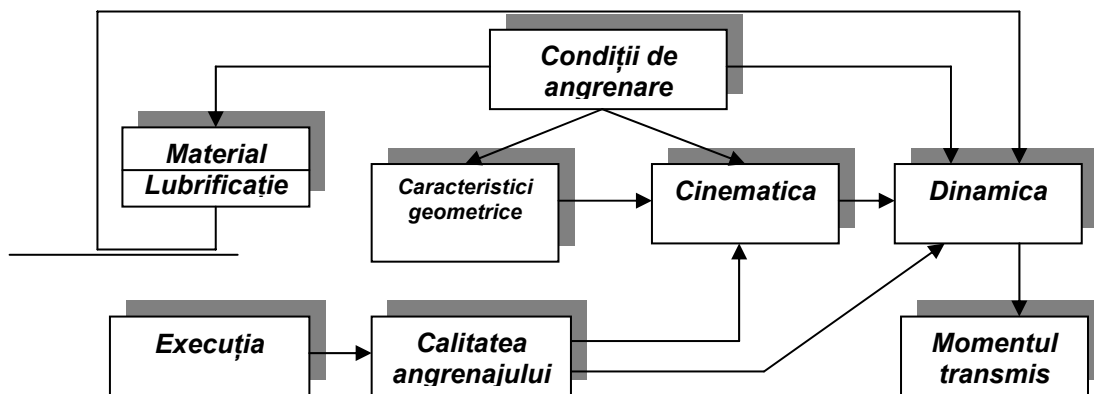 Condiții de
angrenare
Material
Lubrificație
Caracteristici
geometrice
Cinematica
Dinamica
Execuția
Calitatea
angrenajului
Momentul
transmis